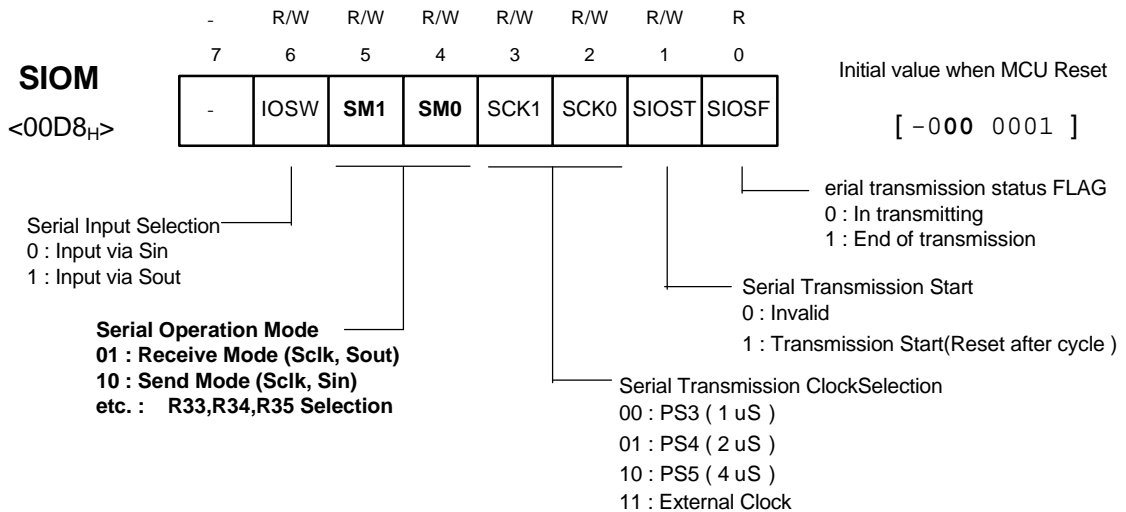 - R/W R/W R/W R/W R/W R/W R
7 6 5 4 3 2 1 0
SIOM
<00D8H>
- IOSW SM1 SM0 SCK1 SCK0 SIOST SIOSF
Initial value when MCU Reset
[ -000 0001 ]
erial transmission status FLAG
0 : In transmitting
1 : End of transmission
Serial Input Selection
0 : Input via Sin
1 : Input via Sout
Serial Transmission Start
0 : Invalid
1 : Transmission Start(Reset after cycle )
Serial Operation Mode
01 : Receive Mode (Sclk, Sout)
10 : Send Mode (Sclk, Sin)
etc. : R33,R34,R35 Selection
Serial Transmission ClockSelection
00 : PS3 ( 1 uS )
01 : PS4 ( 2 uS )
10 : PS5 ( 4 uS )
11 : External Clock